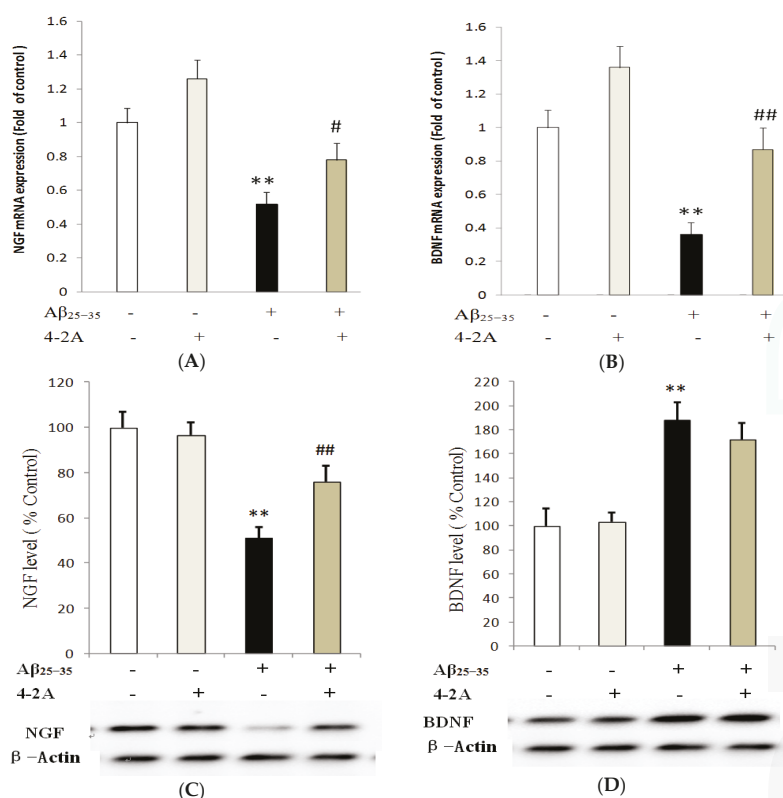 NGF mRNA expression (Fold of control)
1.6
1.4
1.2
1
0.8
0.6
0.4
0.2
0
**
#
Aβ25-35 - - + +
4-2A - + - +
(A)
BDNF mRNA expression (Fold of control)
1.6
1.4
1.2
1
0.8
0.6
0.4
0.2
0
**
##
Aβ25-35 - - + +
4-2A - + - +
(B)
NGF level ( % Control)
120
100
80
60
40
20
0
**
##
Aβ25-35 - - + +
4-2A - + - +
NGF
β -Actin
(C)
BDNF level ( % Control)
220
200
180
160
140
120
100
80
60
40
20
0
**
Aβ25-35 - - + +
4-2A - + - +
BDNF
β -Actin
(D)